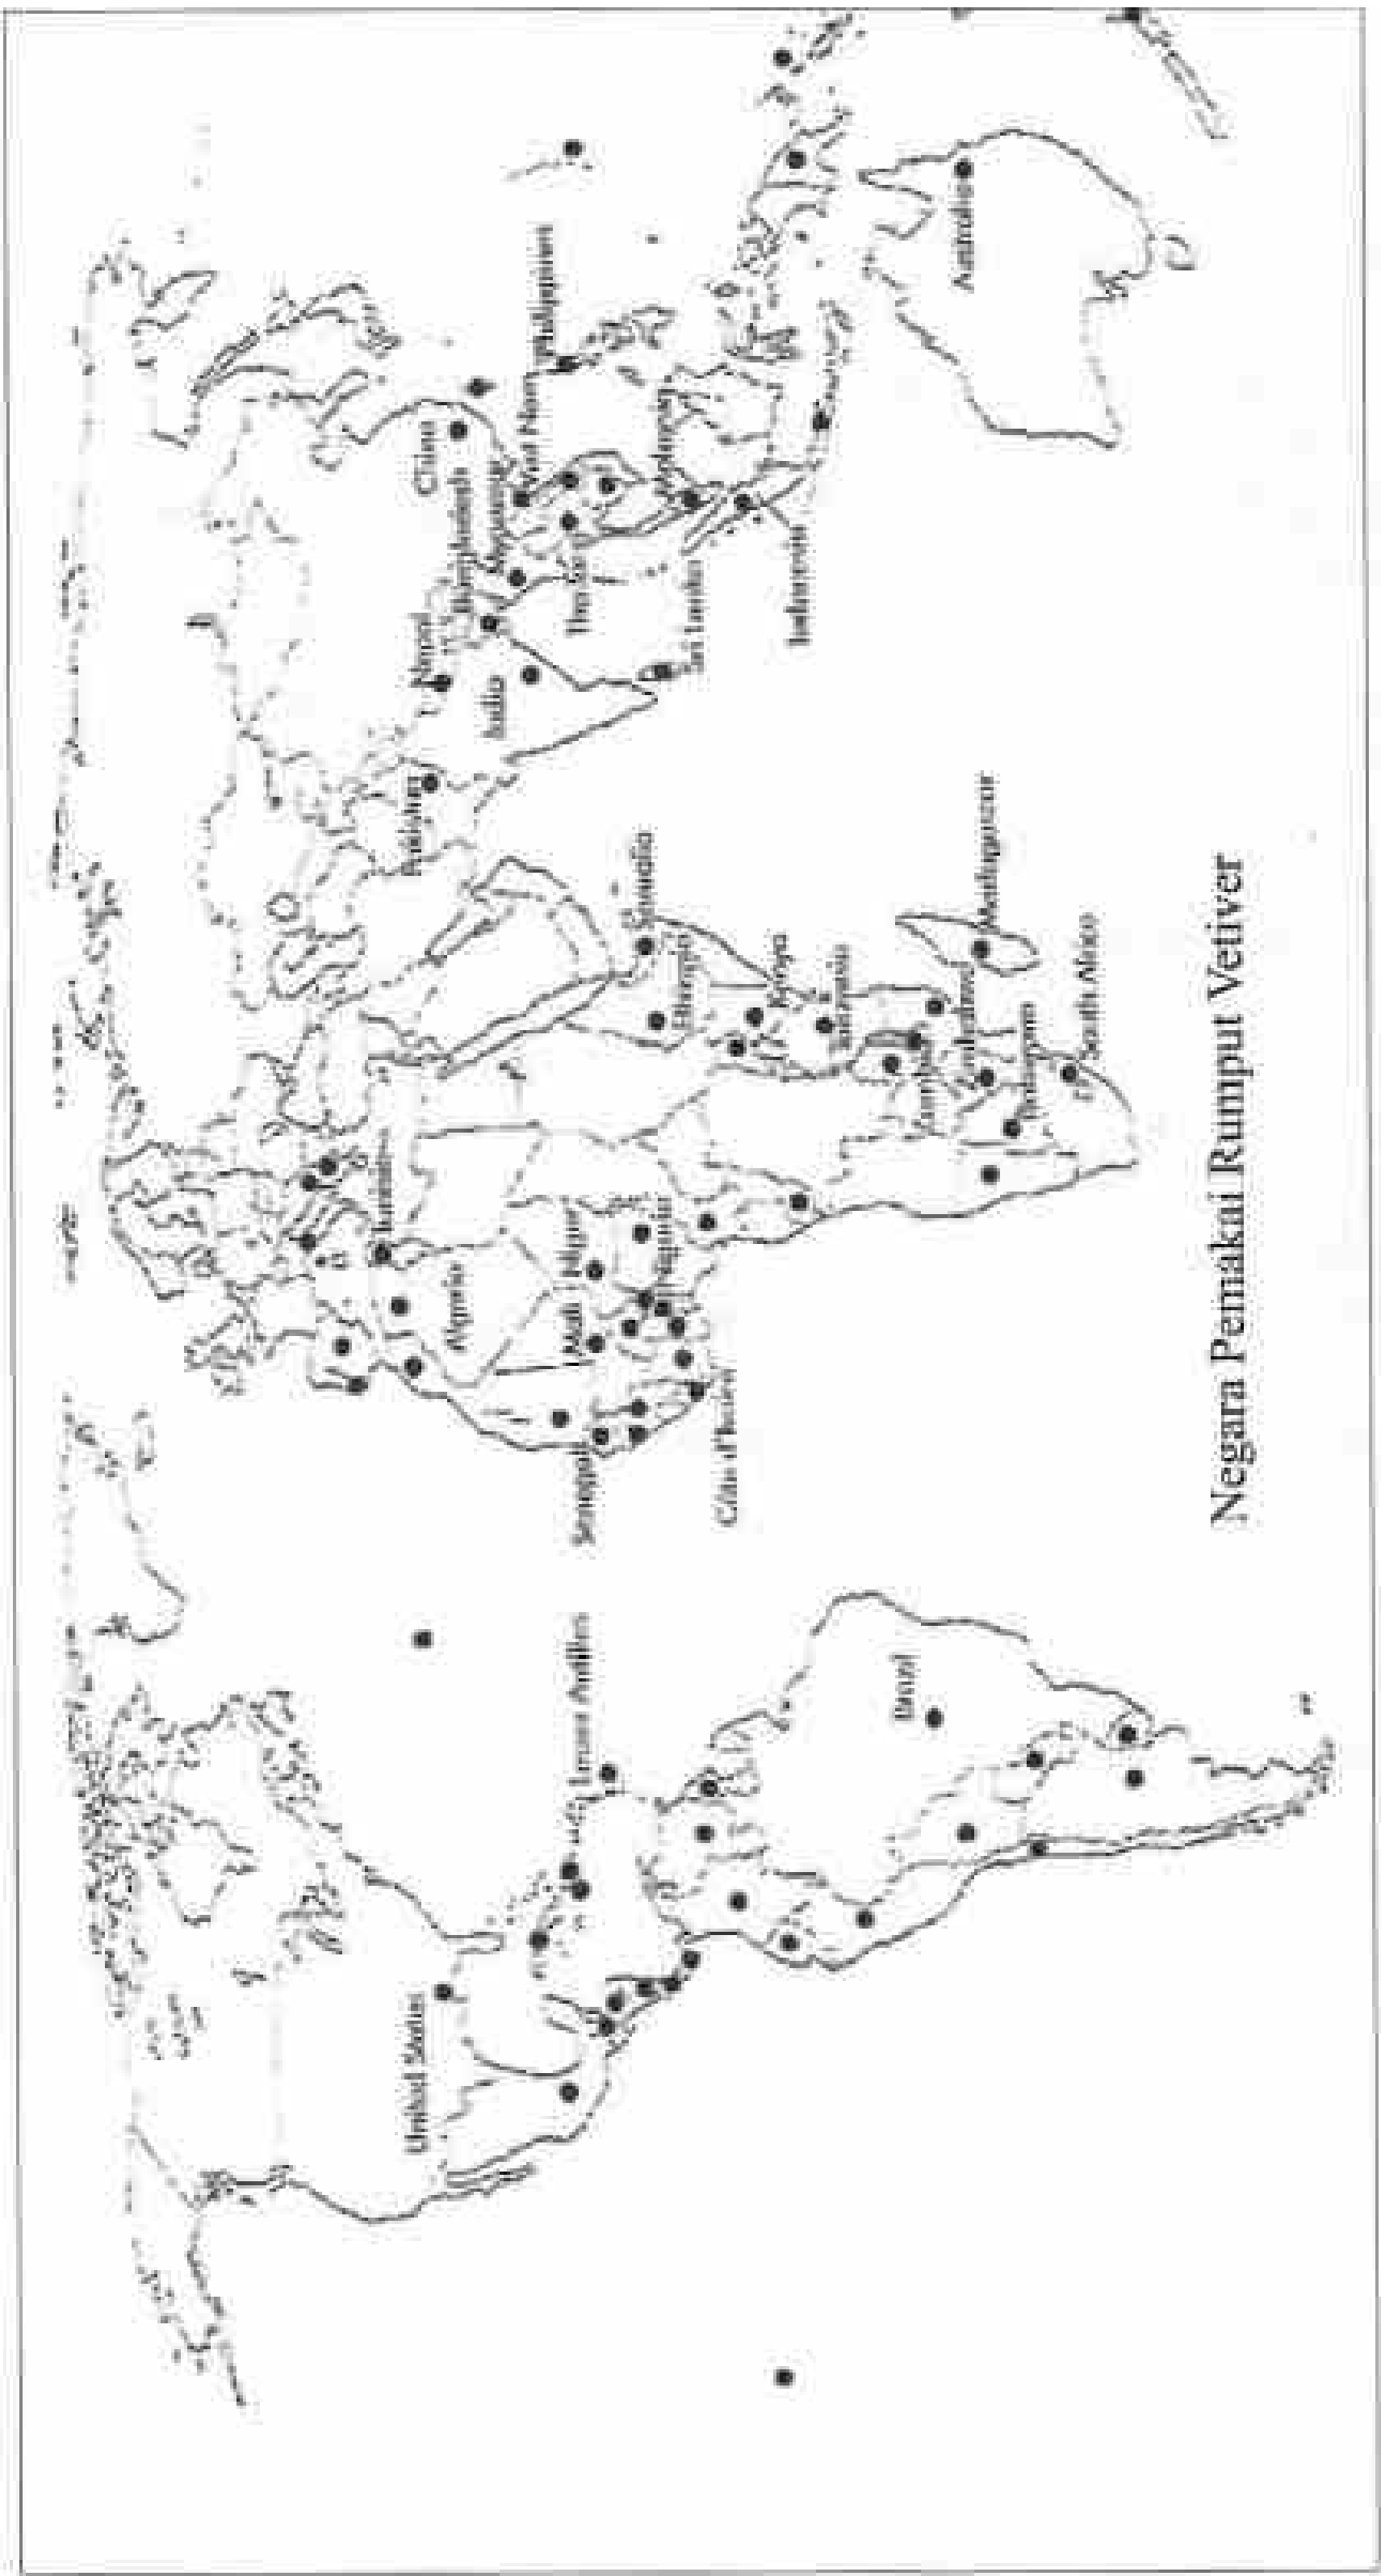 United States
Lesser Antilles
Brazil
Senegal
Côte d'Ivoire
Mali
Niger
Nigeria
Algeria
Tunisia
Ethiopia
Somalia
Kenya
Tanzania
Zambia
Zimbabwe
Botswana
South Africa
Madagascar
Pakistan
India
Nepal
Bangladesh
Myanmar
China
Viet Nam
Philippines
Thailand
Malaysia
Sri Lanka
Indonesia
Australia
Negara Pemakai Rumput Vetiver